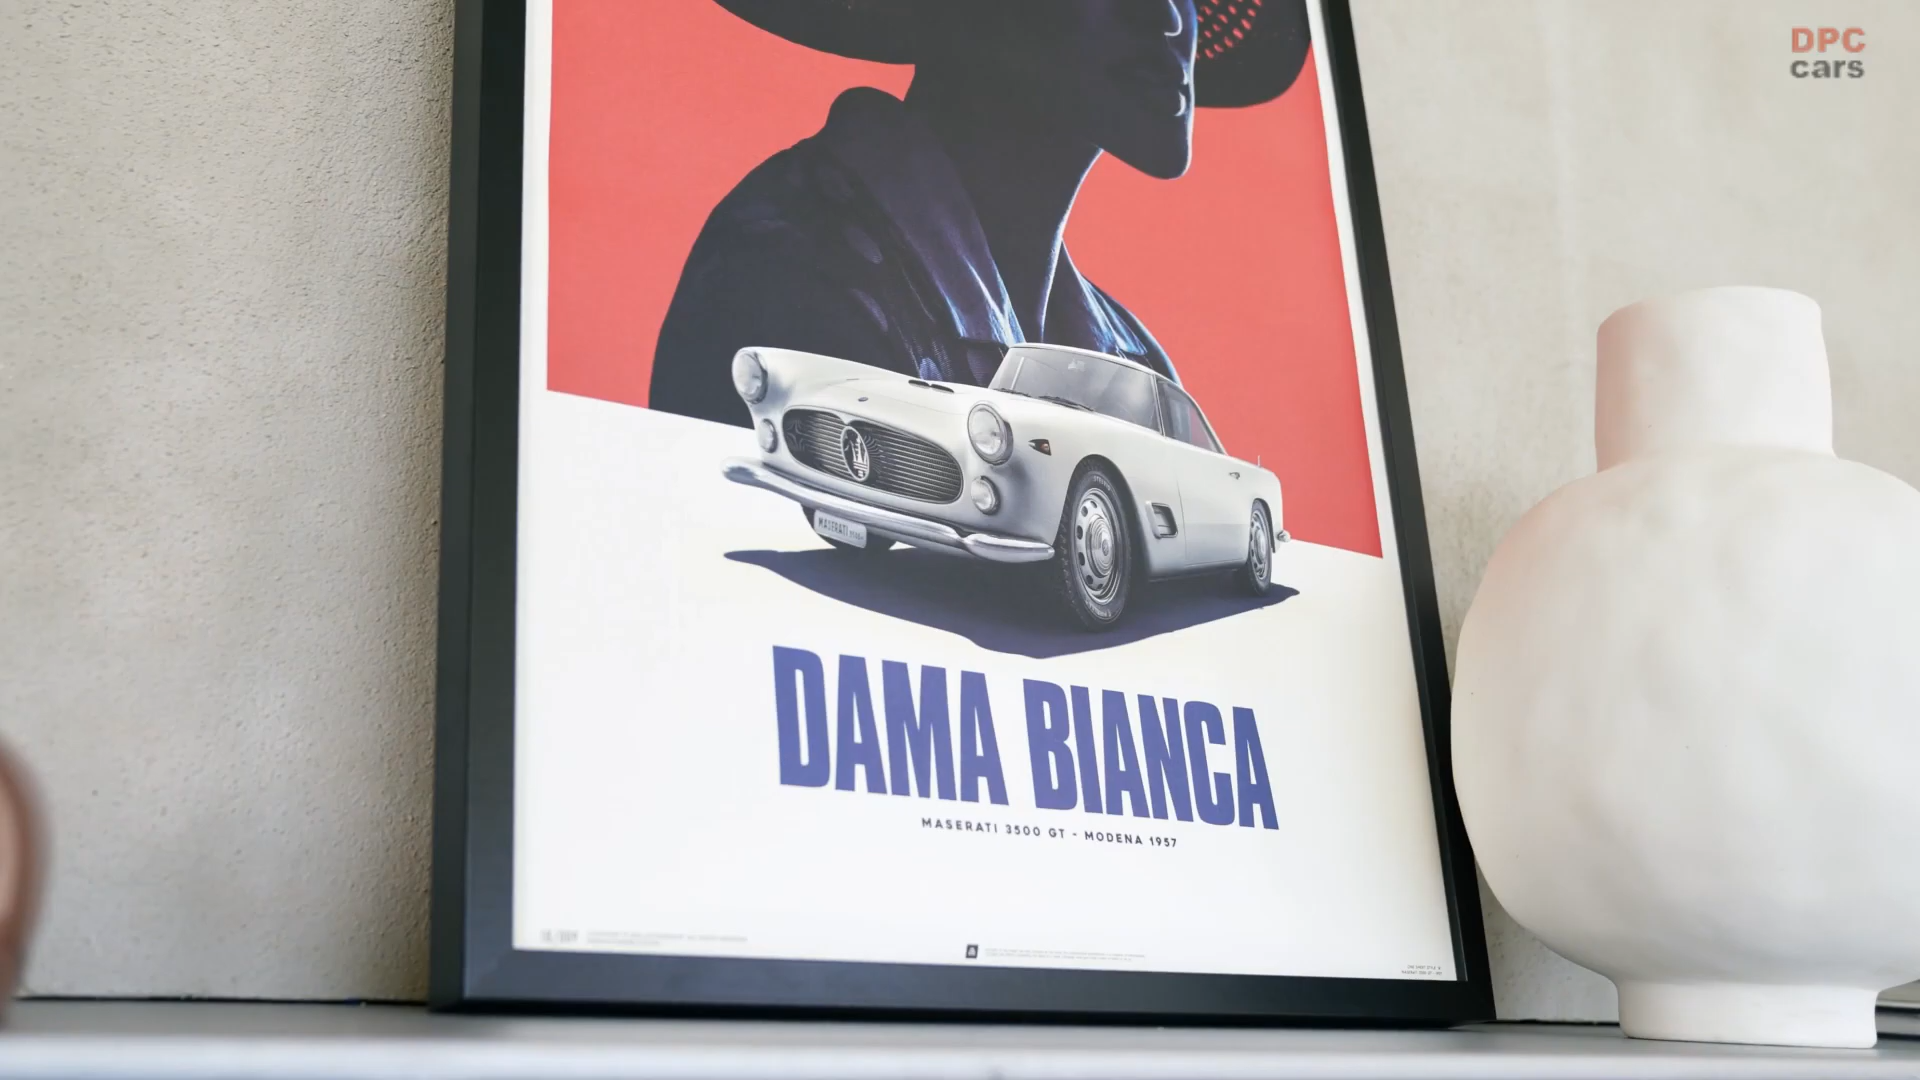 DPC
cars
MASERATI
DAMA BIANCA
MASERATI 3500 GT - MODENA 1957